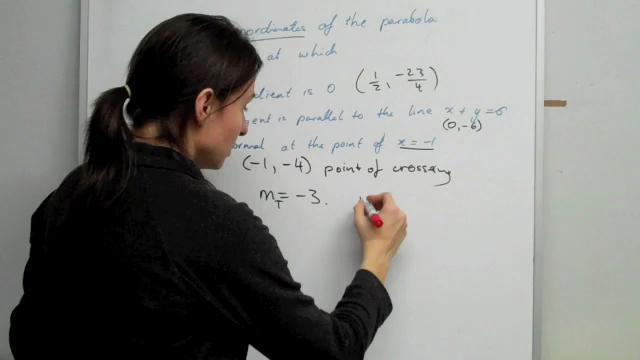 oordinates of the parabola
at which
dient is 0 (1/2, -23/4)
ent is parallel to the line x + y = 6
(0, -6)
ormal at the point of x = -1
(-1, -4) point of crossing
m_T = -3.